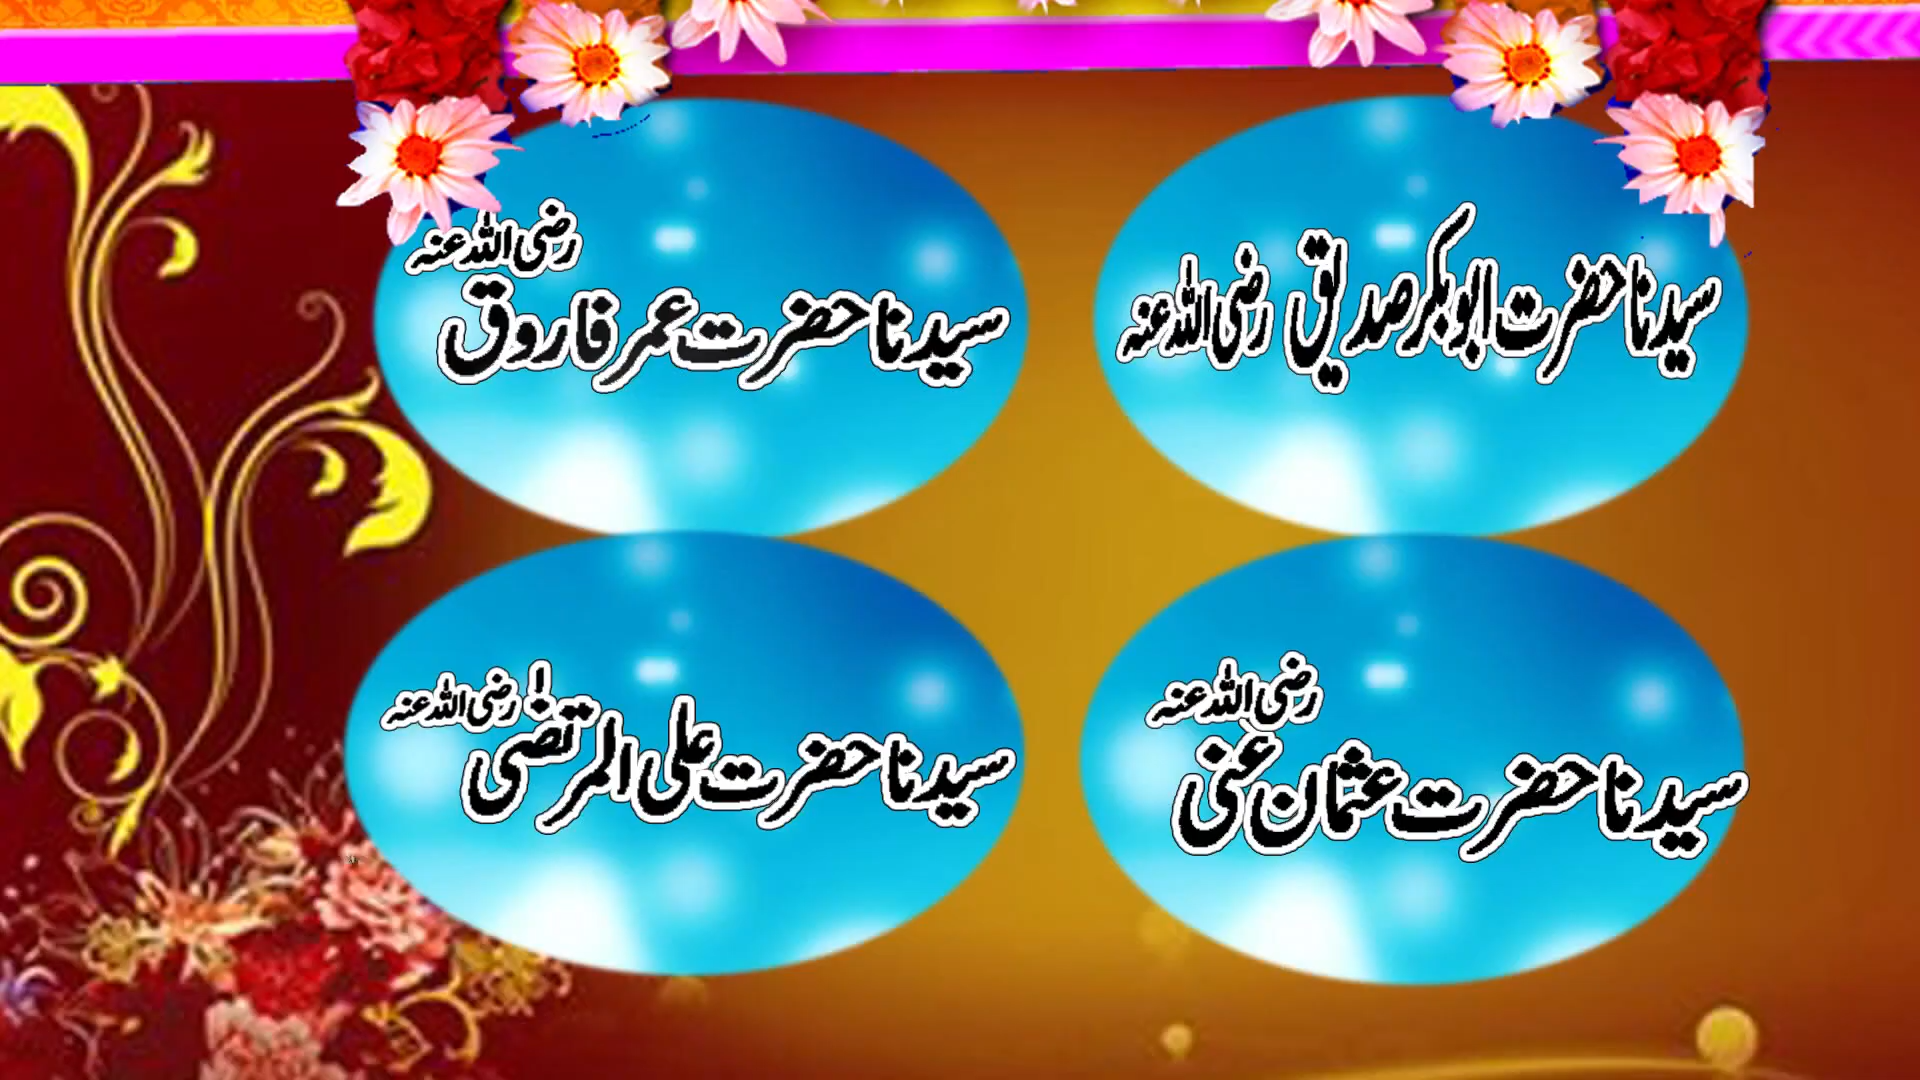 سیدنا حضرت ابوبکر صدیق رضی اللہ عنہ
رضی اللہ عنہ
سیدنا حضرت عمر فاروق
رضی اللہ عنہ
سیدنا حضرت عثمان غنی
رضی اللہ عنہ
سیدنا حضرت علی المرتضیٰ